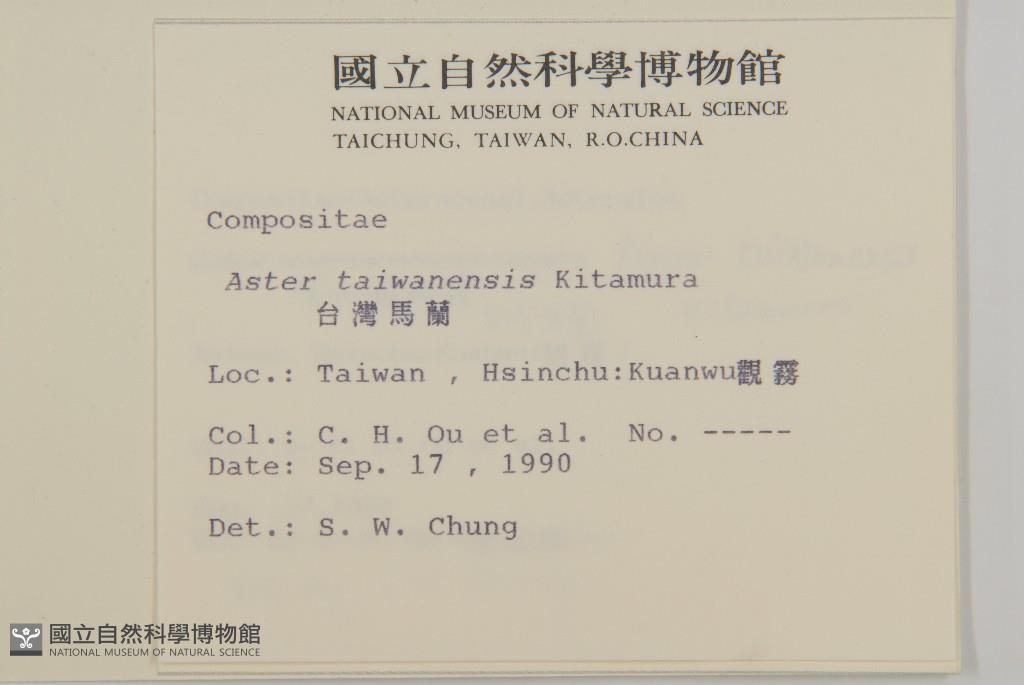 國立自然科學博物館
NATIONAL MUSEUM OF NATURAL SCIENCE
TAICHUNG, TAIWAN, R.O.CHINA
Compositae
Aster taiwanensis Kitamura
台灣馬蘭
Loc.: Taiwan , Hsinchu:Kuanwu觀霧
Col.: C. H. Ou et al. No. -----
Date: Sep. 17 , 1990
Det.: S. W. Chung
國立自然科學博物館
NATIONAL MUSEUM OF NATURAL SCIENCE